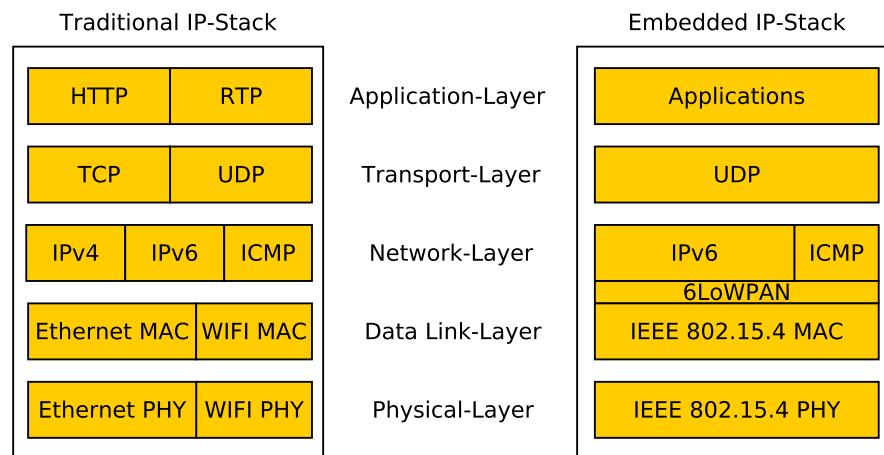 Traditional IP-Stack Embedded IP-Stack
HTTP RTP Application-Layer Applications
TCP UDP Transport-Layer UDP
IPv4 IPv6 ICMP Network-Layer IPv6 ICMP
6LoWPAN
Ethernet MAC WIFI MAC Data Link-Layer IEEE 802.15.4 MAC
Ethernet PHY WIFI PHY Physical-Layer IEEE 802.15.4 PHY